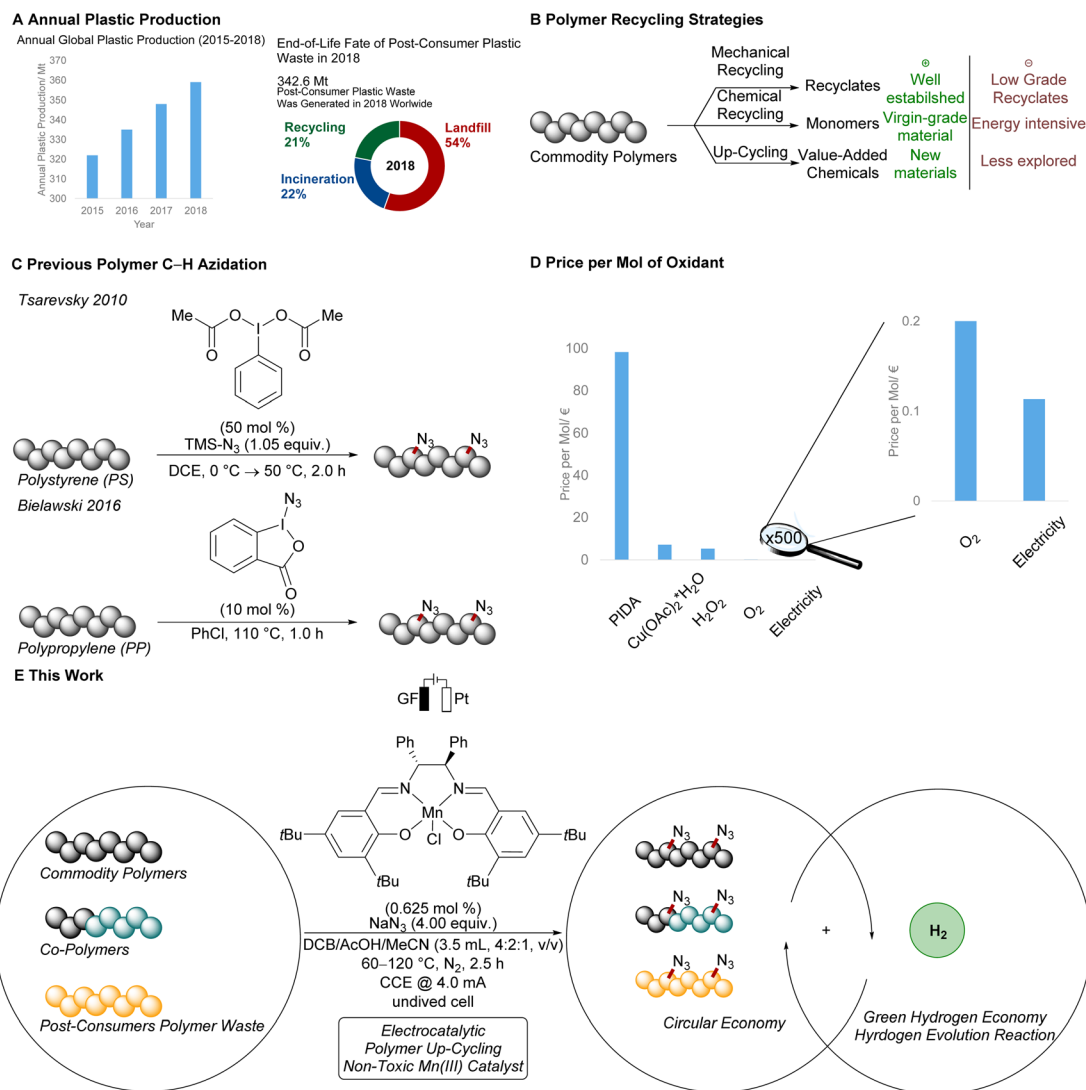 A Annual Plastic Production
Annual Global Plastic Production (2015-2018)
Annual Plastic Production/ Mt
370
360
350
340
330
320
310
300
2015 2016 2017 2018
Year
End-of-Life Fate of Post-Consumer Plastic
Waste in 2018
342.6 Mt
Post-Consumer Plastic Waste
Was Generated in 2018 Worlwide
Recycling
21%
Landfill
54%
2018
Incineration
22%
B Polymer Recycling Strategies
Commodity Polymers
Mechanical
Recycling
Chemical
Recycling
Up-Cycling
Recyclates
Monomers
Value-Added
Chemicals
⊕
Well
estabilshed
Virgin-grade
material
New
materials
⊖
Low Grade
Recyclates
Energy intensive
Less explored
C Previous Polymer C–H Azidation
Tsarevsky 2010
Me O I O Me
O O
(50 mol %)
TMS-N₃ (1.05 equiv.)
DCE, 0 °C → 50 °C, 2.0 h
Polystyrene (PS)
N₃ N₃
Bielawski 2016
N₃
I
O
O
(10 mol %)
PhCl, 110 °C, 1.0 h
Polypropylene (PP)
N₃ N₃
D Price per Mol of Oxidant
Price per Mol/ €
100
80
60
40
20
0
PIDA
Cu(OAc)₂*H₂O
H₂O₂
O₂
Electricity
x500
Price per Mol/ €
0.2
0.1
0
O₂
Electricity
E This Work
GF Pt
Ph Ph
N N
Mn
O Cl O
tBu tBu
tBu tBu
(0.625 mol %)
NaN₃ (4.00 equiv.)
DCB/AcOH/MeCN (3.5 mL, 4:2:1, v/v)
60–120 °C, N₂, 2.5 h
CCE @ 4.0 mA
undived cell
Electrocatalytic
Polymer Up-Cycling
Non-Toxic Mn(III) Catalyst
Commodity Polymers
Co-Polymers
Post-Consumers Polymer Waste
N₃ N₃
N₃ N₃
N₃ N₃
Circular Economy
+
H₂
Green Hydrogen Economy
Hyrdogen Evolution Reaction